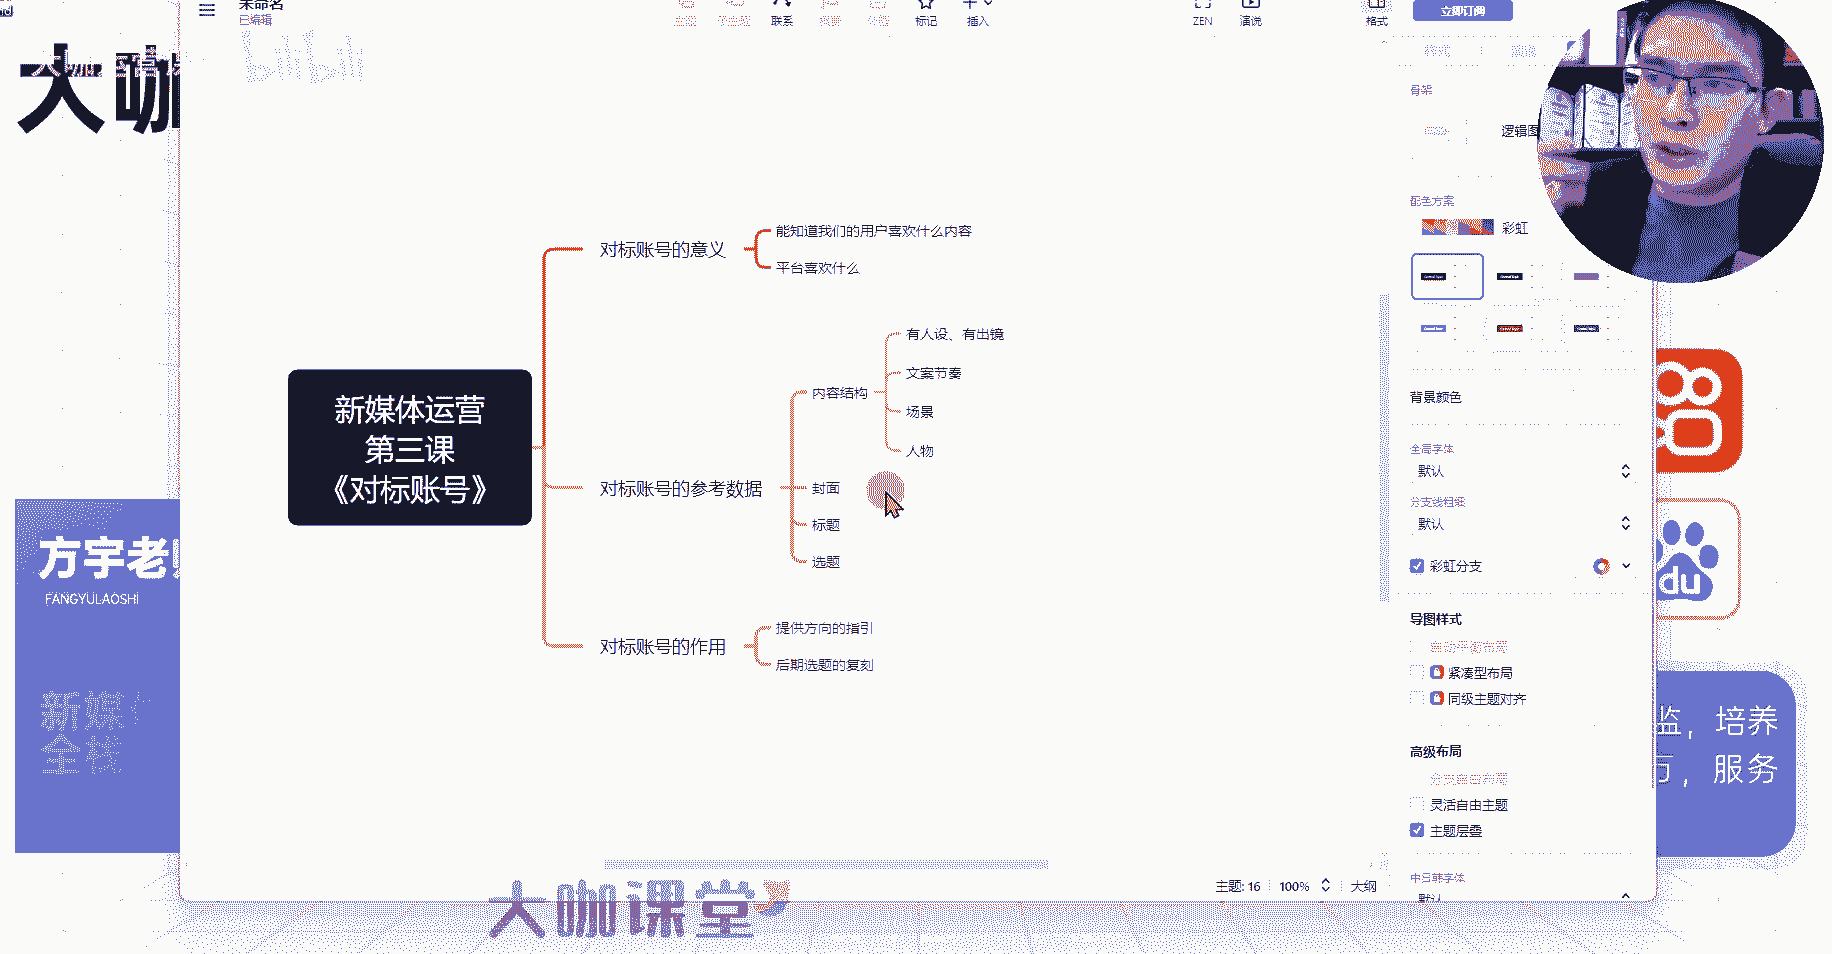 未命名
已编辑
联系
标记
插入
ZEN
演说
格式
立即订阅
bilibili
大咖
骨架
逻辑图
配色方案
彩虹
背景颜色
全局字体
默认
分支线粗细
默认
彩虹分支
导图样式
紧凑型布局
同级主题对齐
高级布局
灵活自由主题
主题层叠
中日韩字体
默认
新媒体运营
第三课
《对标账号》
对标账号的意义
能知道我们的用户喜欢什么内容
平台喜欢什么
对标账号的参考数据
内容结构
有人设、有出镜
文案节奏
场景
人物
封面
标题
选题
对标账号的作用
提供方向的指引
后期选题的复刻
方宇老师
FANGYULAOSHI
新媒
全栈
du
监，培养
方，服务
主题: 16
100%
大纲
大咖课堂